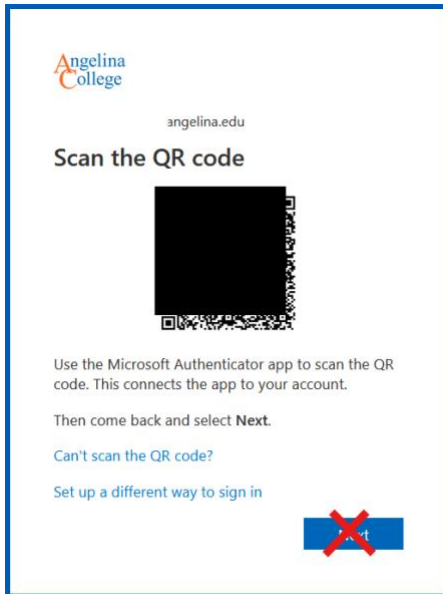 Angelina
College
angelina.edu
Scan the QR code
Use the Microsoft Authenticator app to scan the QR
code. This connects the app to your account.
Then come back and select Next.
Can't scan the QR code?
Set up a different way to sign in
Next